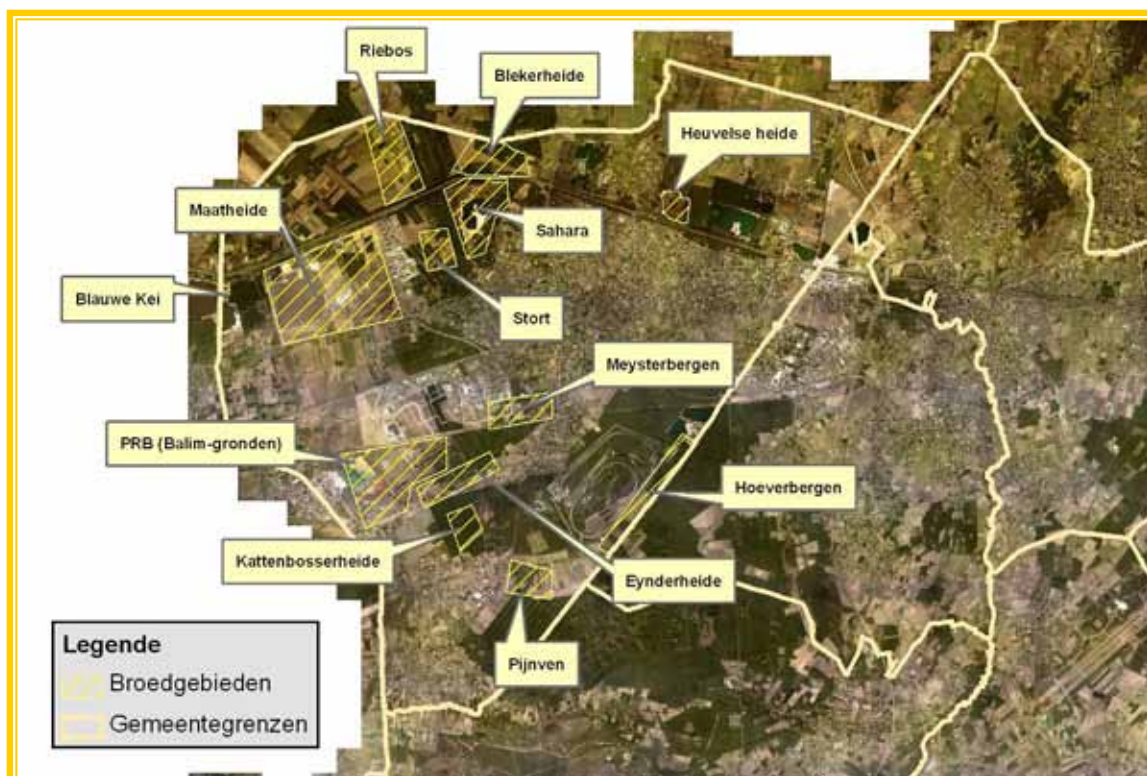 Riebos
Blekerheide
Heuvelse heide
Maatheide
Sahara
Blauwe Kei
Stort
Meysterbergen
PRB (Balim-gronden)
Hoeverbergen
Kattenbosserheide
Eynderheide
Pijnven
Legende
Broedgebieden
Gemeentegrenzen